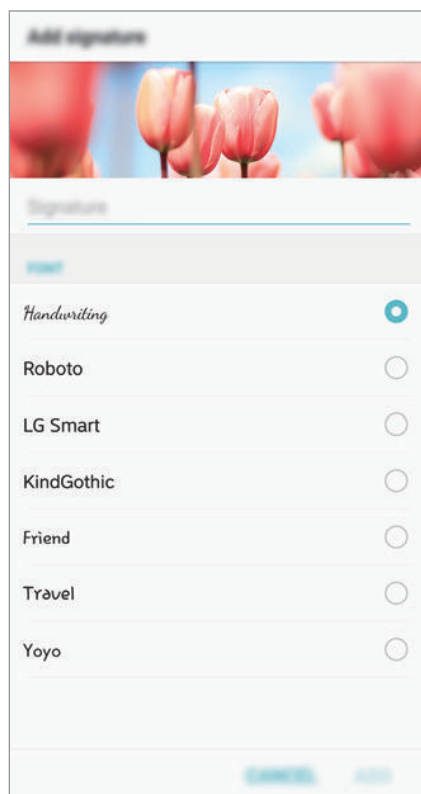 Add signature
Signature
FONT
Handwriting
Roboto
LG Smart
KindGothic
Friend
Travel
Yoyo
CANCEL
ADD